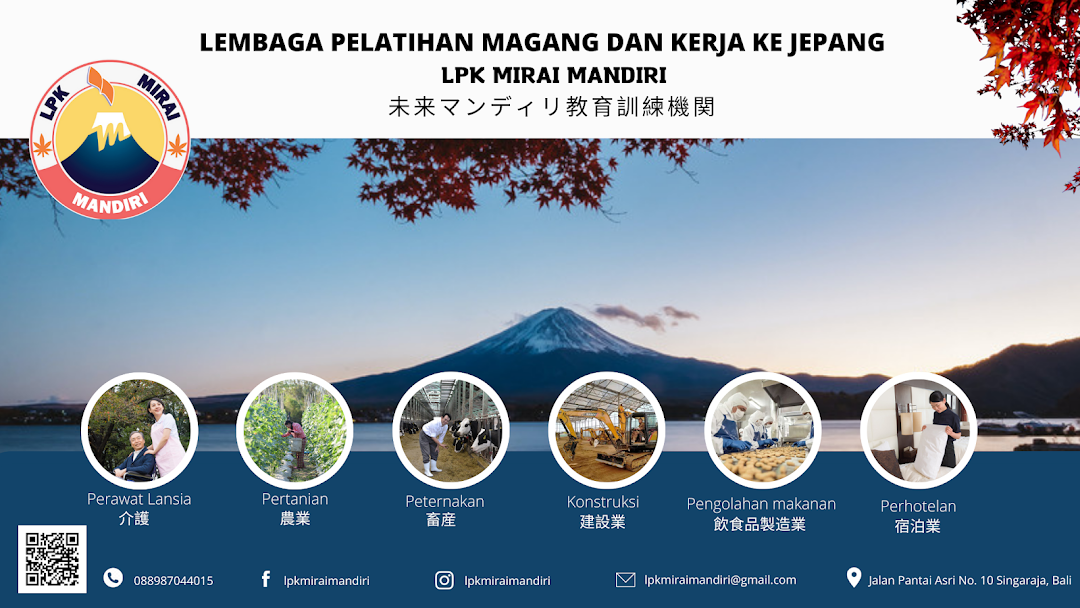 LEMBAGA PELATIHAN MAGANG DAN KERJA KE JEPANG
LPK MIRAI MANDIRI
未来マンディリ教育訓練機関
LPK MIRAI
MANDIRI
Perawat Lansia
介護
Pertanian
農業
Peternakan
畜産
Konstruksi
建設業
Pengolahan makanan
飲食品製造業
Perhotelan
宿泊業
088987044015
lpkmiraimandiri
lpkmiraimandiri
lpkmiraimandiri@gmail.com
Jalan Pantai Asri No. 10 Singaraja, Bali